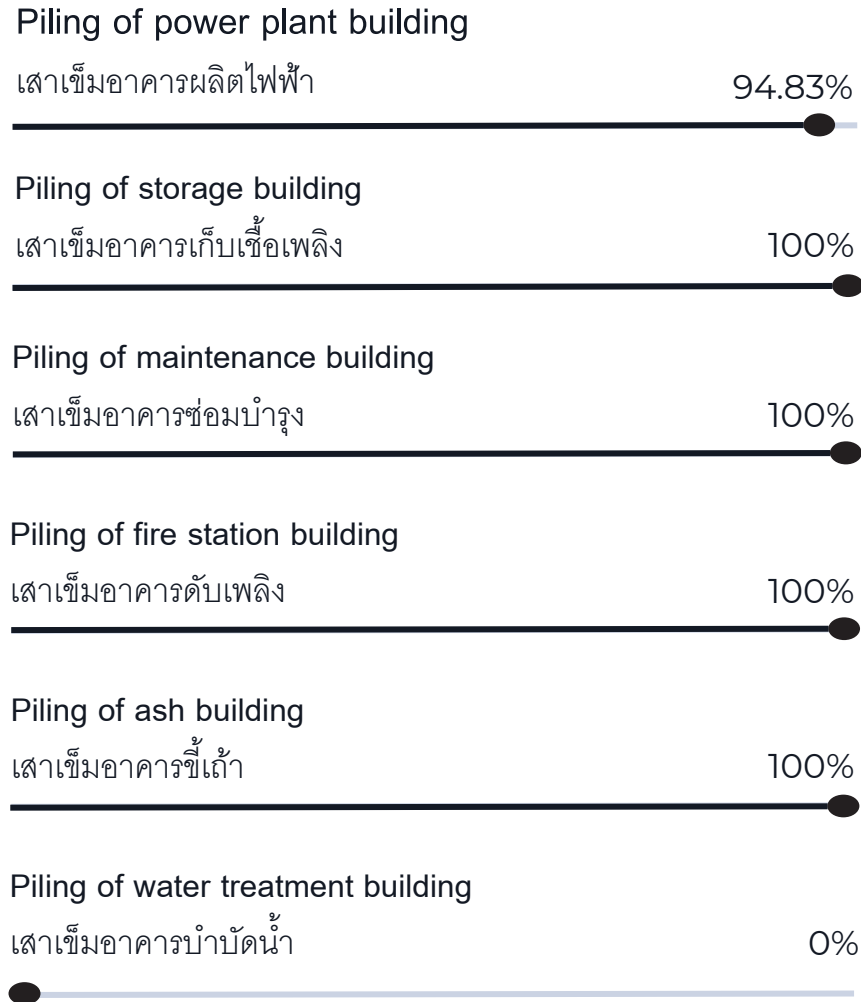 Piling of power plant building
เสาเข็มอาคารผลิตไฟฟ้า 94.83%
Piling of storage building
เสาเข็มอาคารเก็บเชื้อเพลิง 100%
Piling of maintenance building
เสาเข็มอาคารซ่อมบำรุง 100%
Piling of fire station building
เสาเข็มอาคารดับเพลิง 100%
Piling of ash building
เสาเข็มอาคารขี้เถ้า 100%
Piling of water treatment building
เสาเข็มอาคารบำบัดน้ำ 0%